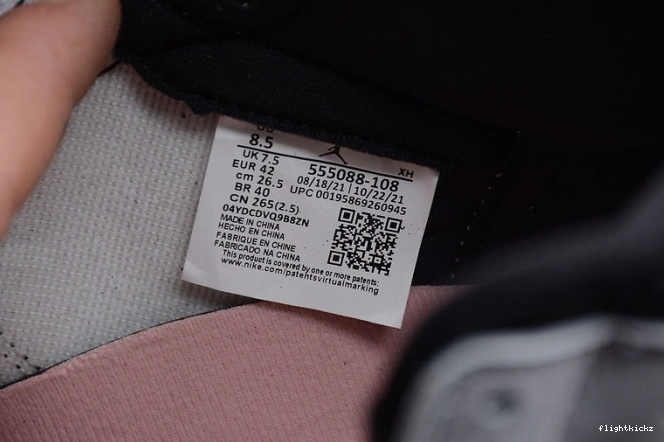 8.5
UK 7.5
EUR 42
cm 26.5
BR 40
CN 265(2.5)
04YDCDVQ9B8ZN
XH
555088-108
08/18/21 | 10/22/21
UPC 00195869260945
MADE IN CHINA
HECHO EN CHINA
FABRIQUE EN CHINE
FABRICADO NA CHINA
This product is covered by one or more patents:
www.nike.com/patentsvirtualmarking
flightkickz